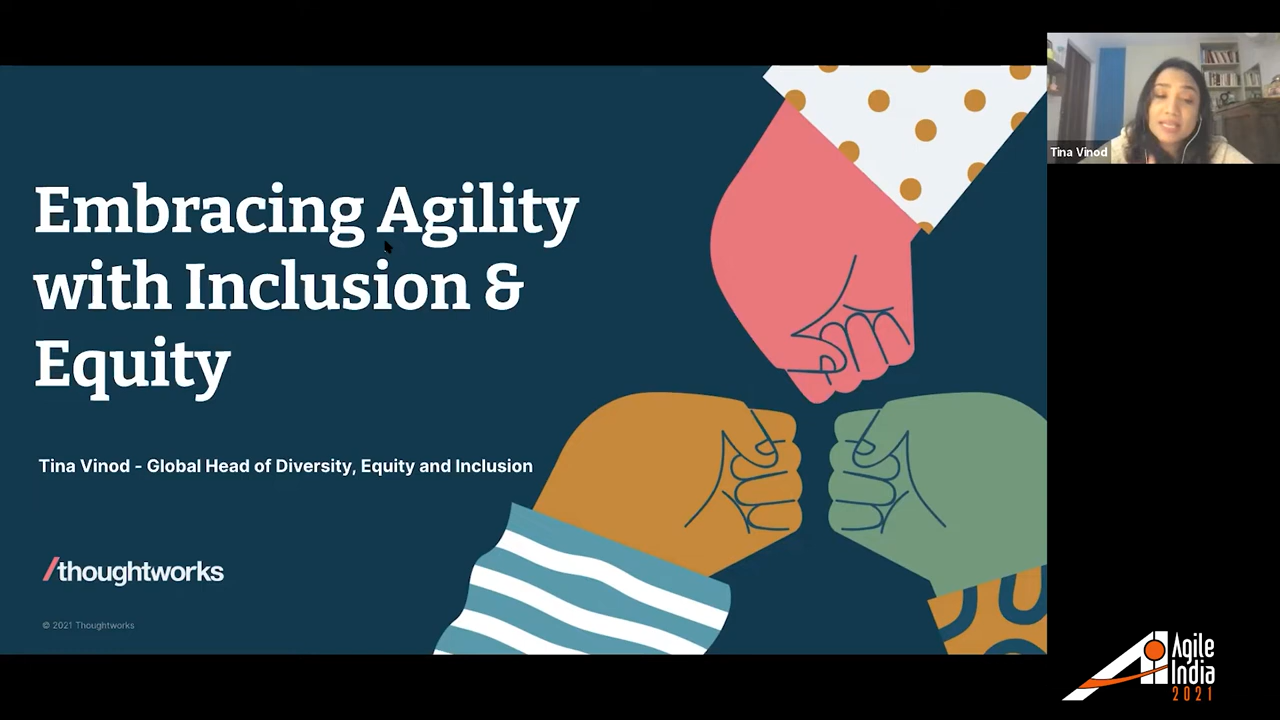 Embracing Agility
with Inclusion &
Equity
Tina Vinod - Global Head of Diversity, Equity and Inclusion
/thoughtworks
© 2021 Thoughtworks
Tina Vinod
Agile
India
2021